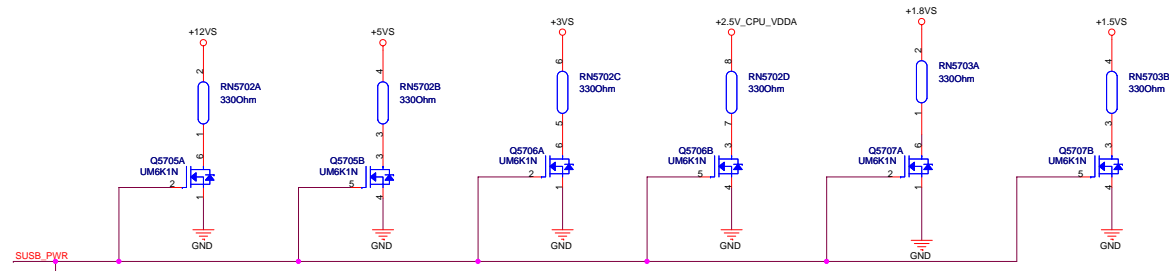 +12VS
2
RN5702A
330Ohm
1
Q5705A
UM6K1N
6
2
1
GND
+5VS
4
RN5702B
330Ohm
3
Q5705B
UM6K1N
3
5
4
GND
+3VS
6
RN5702C
330Ohm
5
Q5706A
UM6K1N
6
2
1
GND
+2.5V_CPU_VDDA
8
RN5702D
330Ohm
7
Q5706B
UM6K1N
3
5
4
GND
+1.8VS
2
RN5703A
330Ohm
1
Q5707A
UM6K1N
6
2
1
GND
+1.5VS
4
RN5703B
330Ohm
3
Q5707B
UM6K1N
3
5
4
GND
SUSB_PWR